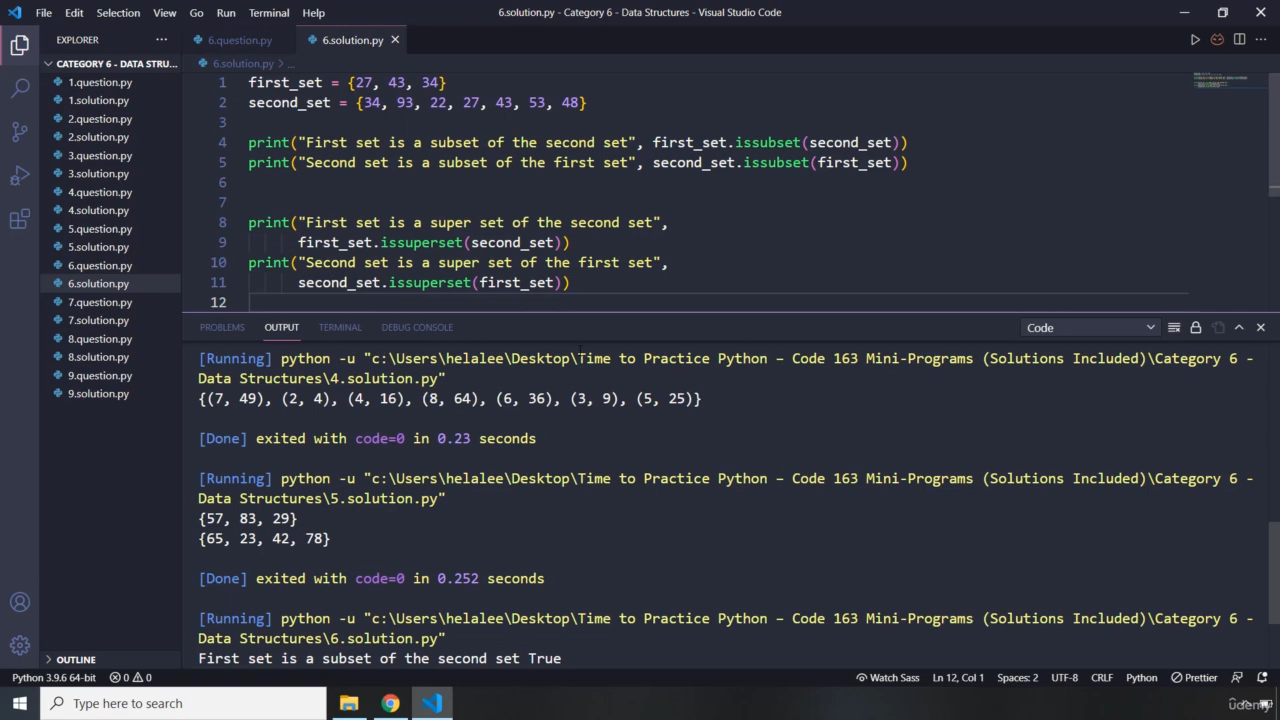 File Edit Selection View Go Run Terminal Help 6.solution.py - Category 6 - Data Structures - Visual Studio Code
EXPLORER
6.question.py 6.solution.py
CATEGORY 6 - DATA STRU...
6.solution.py > ...
1.question.py
1.solution.py
2.question.py
2.solution.py
3.question.py
3.solution.py
4.question.py
4.solution.py
5.question.py
5.solution.py
6.question.py
6.solution.py
7.question.py
7.solution.py
8.question.py
8.solution.py
9.question.py
9.solution.py
OUTLINE
1 first_set = {27, 43, 34}
2 second_set = {34, 93, 22, 27, 43, 53, 48}
3
4 print("First set is a subset of the second set", first_set.issubset(second_set))
5 print("Second set is a subset of the first set", second_set.issubset(first_set))
6
7
8 print("First set is a super set of the second set",
9 first_set.issuperset(second_set))
10 print("Second set is a super set of the first set",
11 second_set.issuperset(first_set))
12
PROBLEMS OUTPUT TERMINAL DEBUG CONSOLE Code
[Running] python -u "c:\Users\helalee\Desktop\Time to Practice Python – Code 163 Mini-Programs (Solutions Included)\Category 6 -
Data Structures\4.solution.py"
{(7, 49), (2, 4), (4, 16), (8, 64), (6, 36), (3, 9), (5, 25)}
[Done] exited with code=0 in 0.23 seconds
[Running] python -u "c:\Users\helalee\Desktop\Time to Practice Python – Code 163 Mini-Programs (Solutions Included)\Category 6 -
Data Structures\5.solution.py"
{57, 83, 29}
{65, 23, 42, 78}
[Done] exited with code=0 in 0.252 seconds
[Running] python -u "c:\Users\helalee\Desktop\Time to Practice Python – Code 163 Mini-Programs (Solutions Included)\Category 6 -
Data Structures\6.solution.py"
First set is a subset of the second set True
Python 3.9.6 64-bit 0 0 Watch Sass Ln 12, Col 1 Spaces: 2 UTF-8 CRLF Python Prettier
Type here to search
udemy